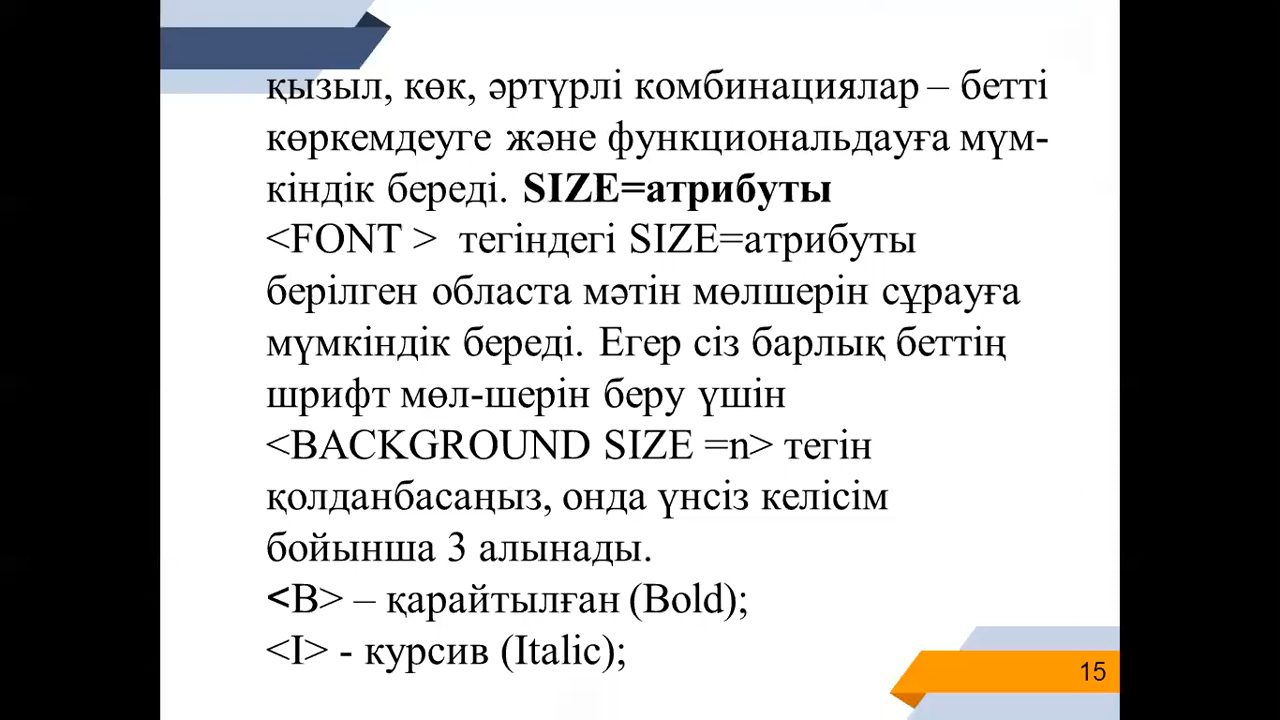 қызыл, көк, әртүрлі комбинациялар – бетті
көркемдеуге және функциональдауға мүм-
кіндік береді. SIZE=атрибуты
<FONT > тегіндегі SIZE=атрибуты
берілген областа мәтін мөлшерін сұрауға
мүмкіндік береді. Егер сіз барлық беттің
шрифт мөл-шерін беру үшін
<BACKGROUND SIZE =n> тегін
қолданбасаңыз, онда үнсіз келісім
бойынша 3 алынады.
<B> – қарайтылған (Bold);
<I> - курсив (Italic);
15